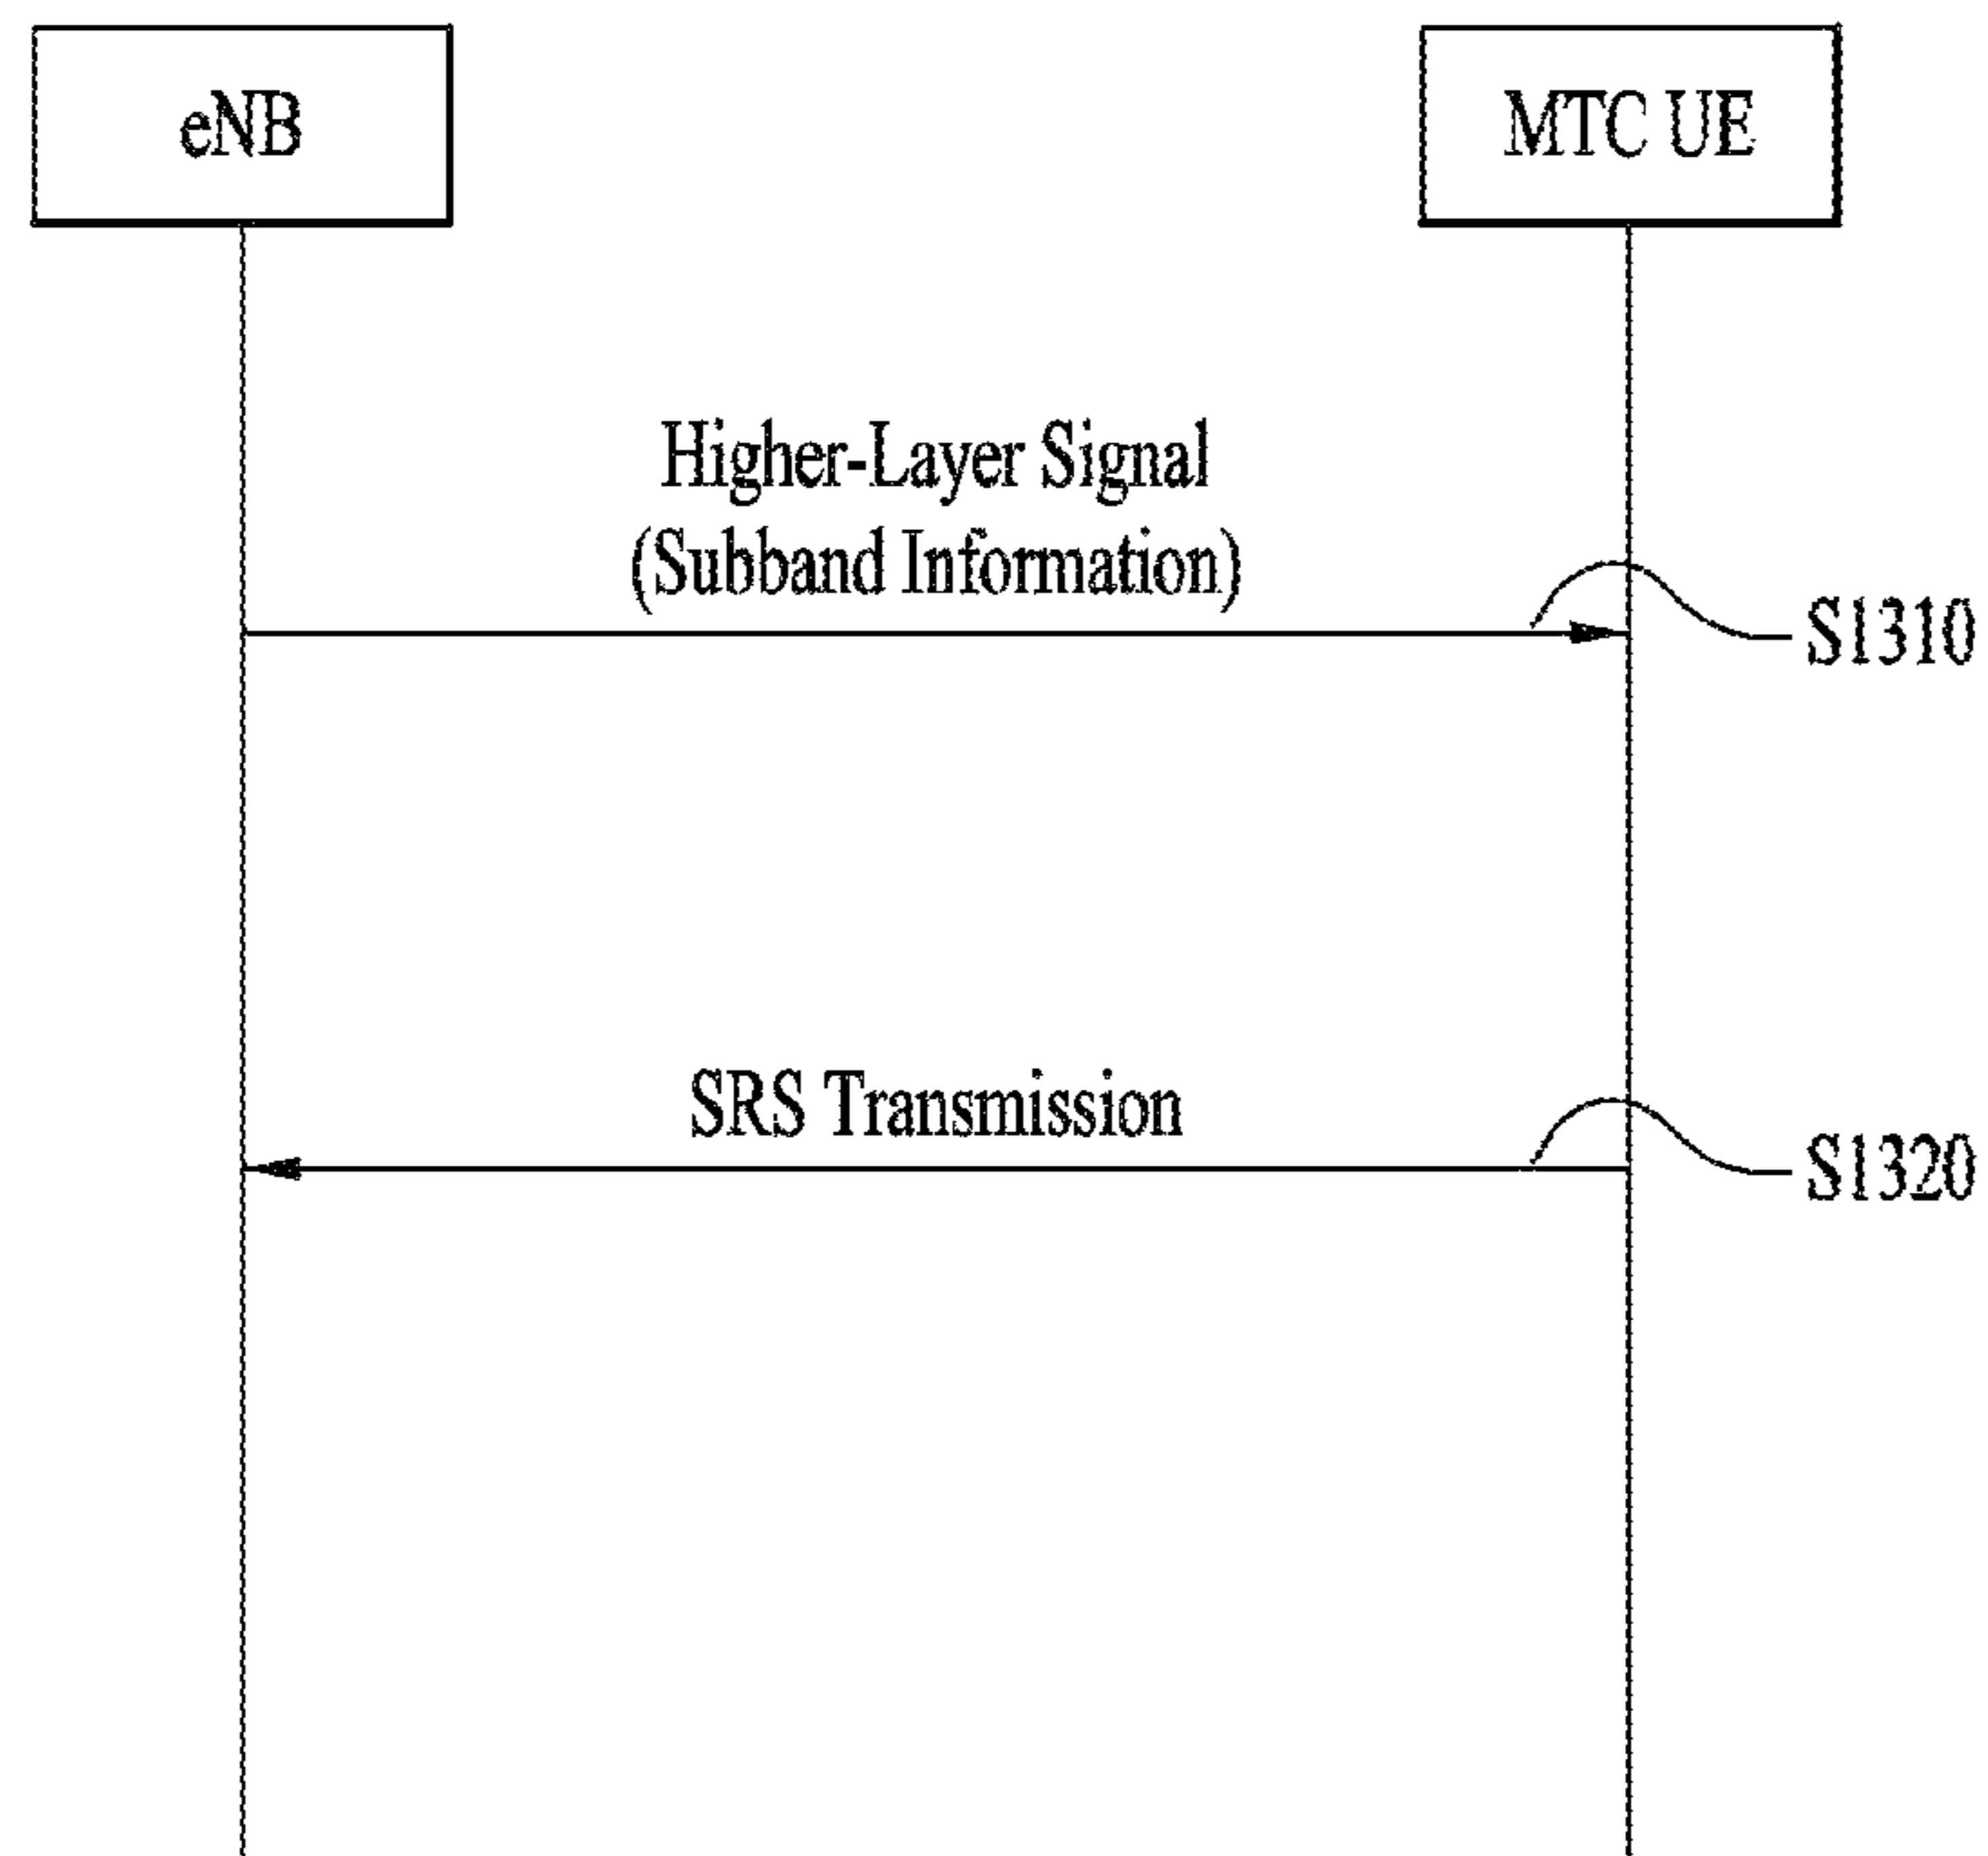 eNB
MTC UE
Higher-Layer Signal
(Subband Information)
S1310
SRS Transmission
S1320